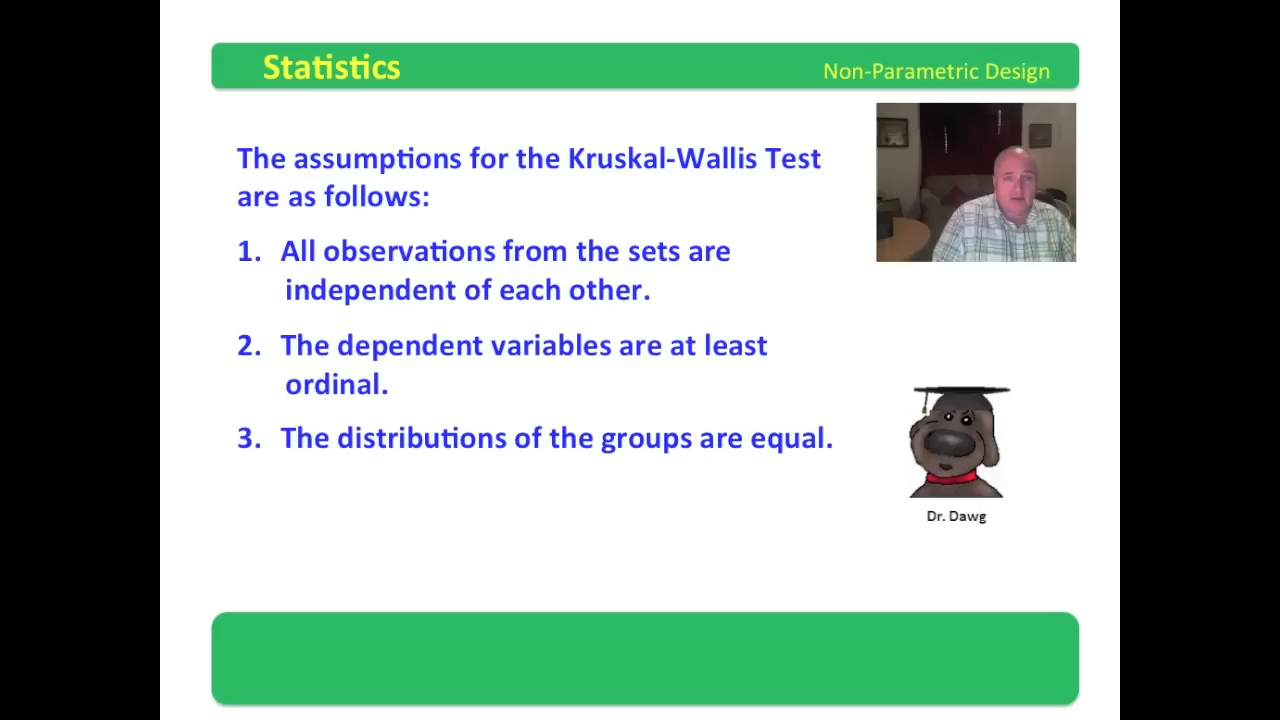 Statistics
Non-Parametric Design
The assumptions for the Kruskal-Wallis Test
are as follows:
1. All observations from the sets are
independent of each other.
2. The dependent variables are at least
ordinal.
3. The distributions of the groups are equal.
Dr. Dawg